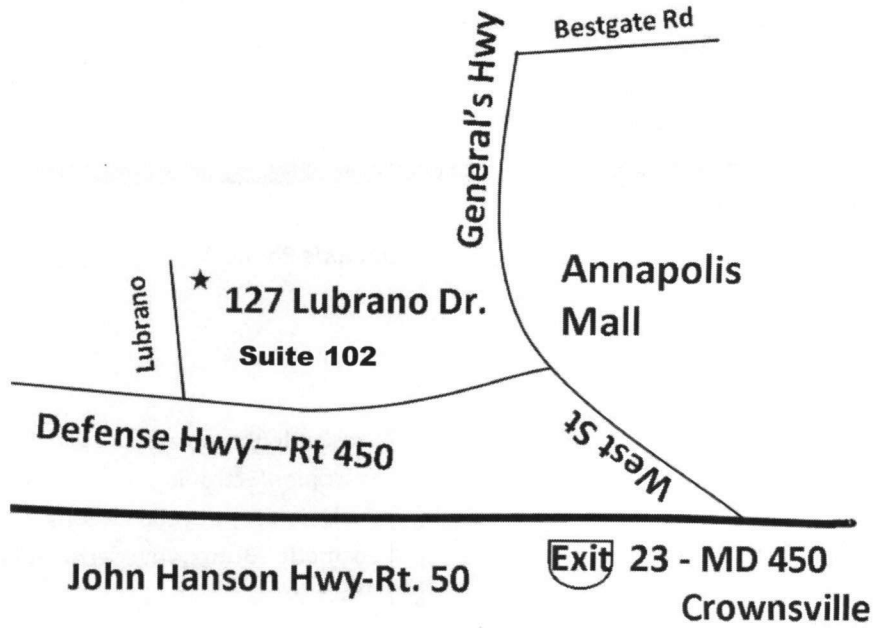 Bestgate Rd
General's Hwy
Annapolis
Mall
Lubrano
127 Lubrano Dr.
Suite 102
Defense Hwy—Rt 450
West St
John Hanson Hwy-Rt. 50
Exit 23 - MD 450
Crownsville